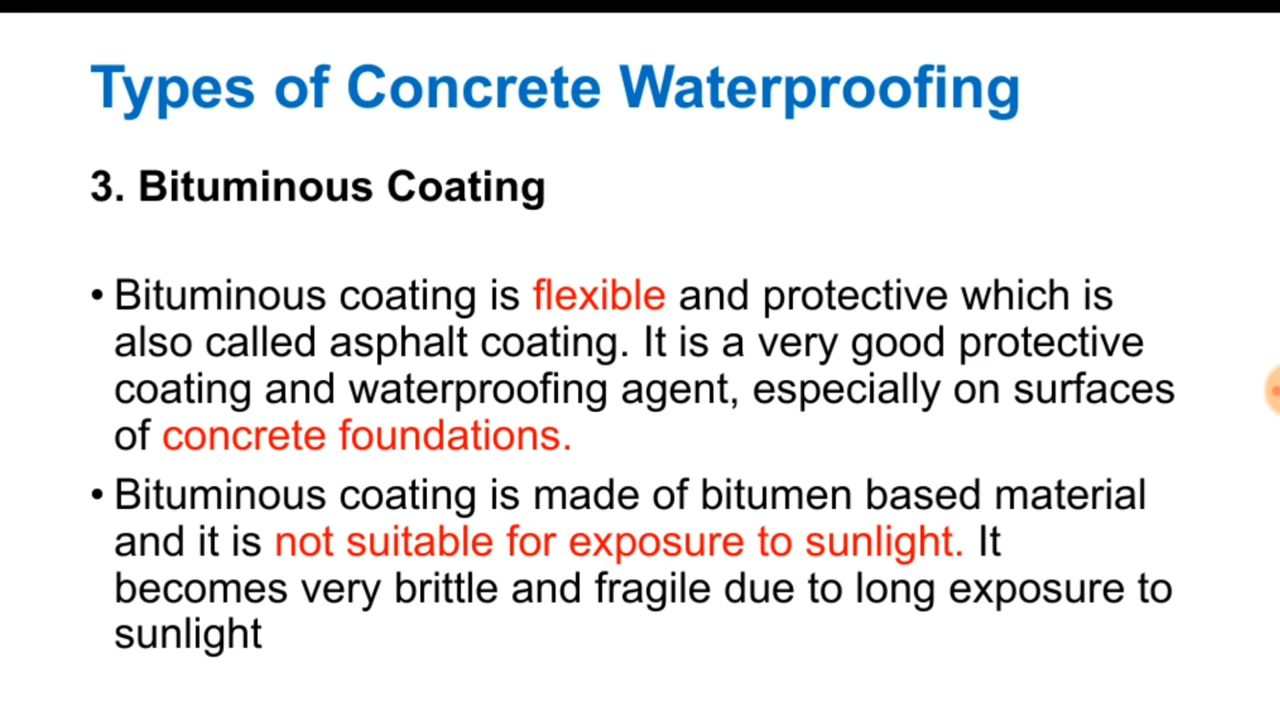 Types of Concrete Waterproofing
3. Bituminous Coating
• Bituminous coating is flexible and protective which is
also called asphalt coating. It is a very good protective
coating and waterproofing agent, especially on surfaces
of concrete foundations.
• Bituminous coating is made of bitumen based material
and it is not suitable for exposure to sunlight. It
becomes very brittle and fragile due to long exposure to
sunlight